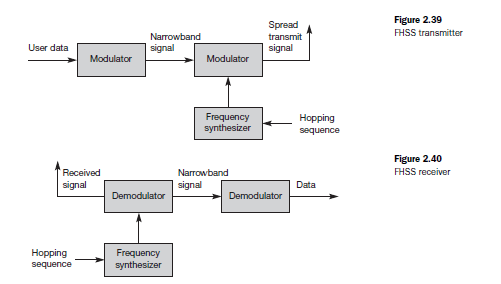 Figure 2.39
FHSS transmitter
User data
Modulator
Narrowband
signal
Modulator
Spread
transmit
signal
Frequency
synthesizer
Hopping
sequence
Figure 2.40
FHSS receiver
Received
signal
Demodulator
Narrowband
signal
Demodulator
Data
Hopping
sequence
Frequency
synthesizer